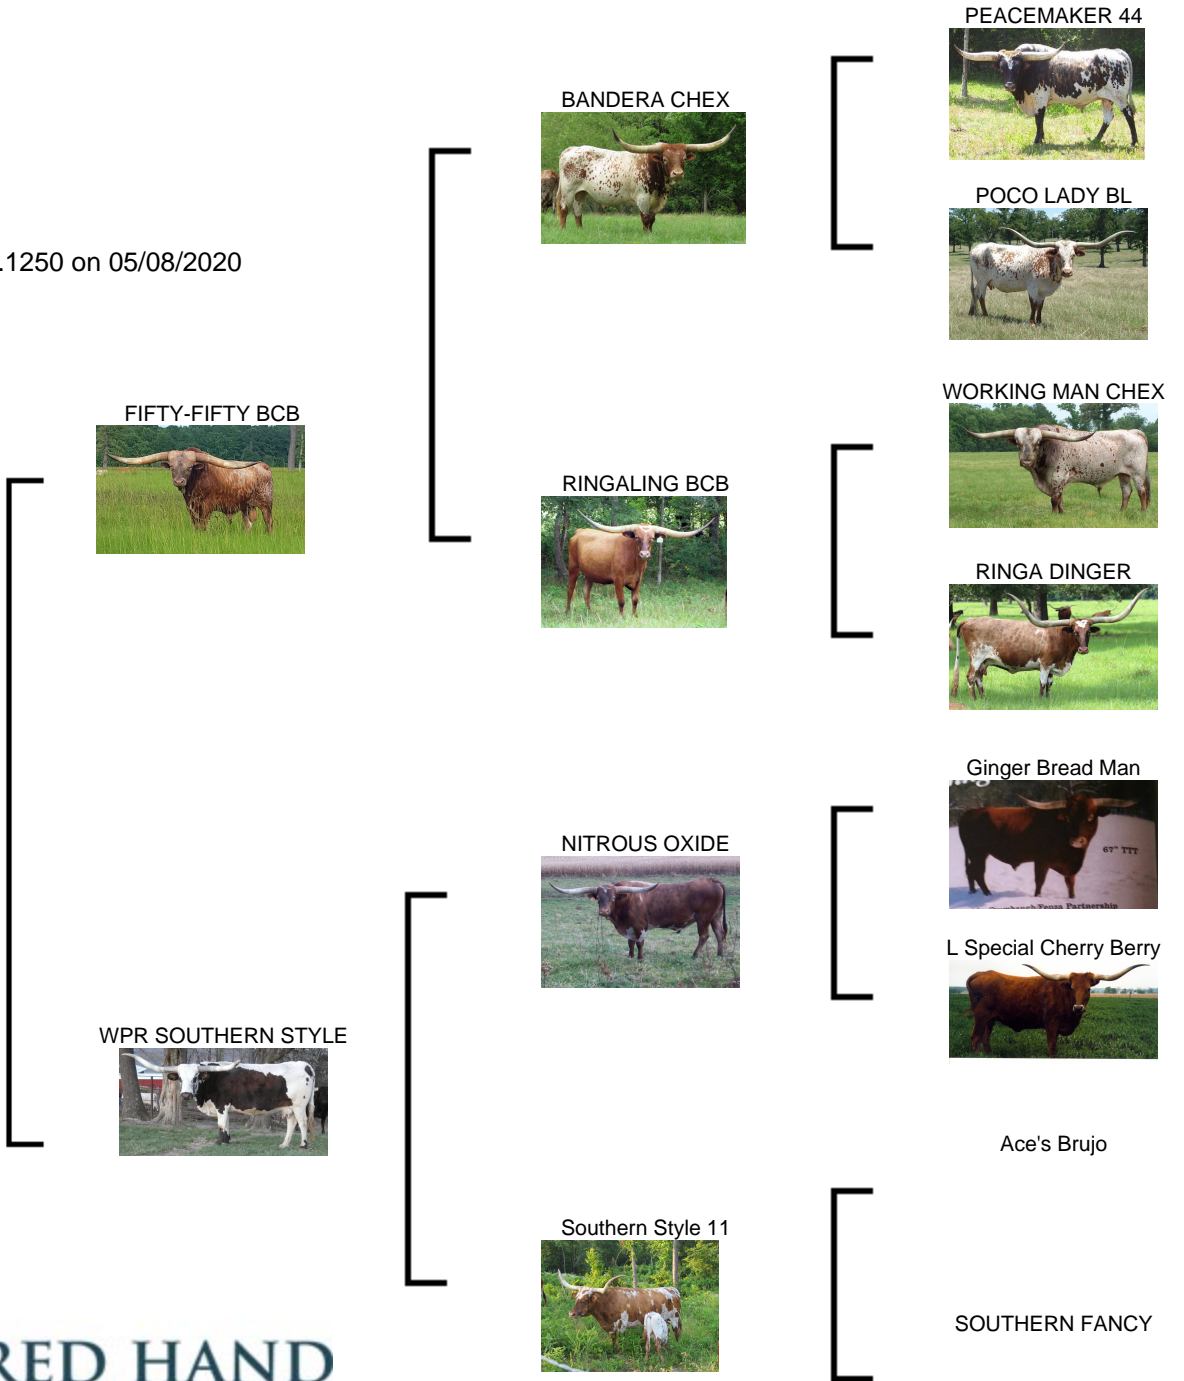 PEACEMAKER 44
BANDERA CHEX
POCO LADY BL
.1250 on 05/08/2020
WORKING MAN CHEX
FIFTY-FIFTY BCB
RINGALING BCB
RINGA DINGER
Ginger Bread Man
67" TTT
Fenza Partnership
NITROUS OXIDE
L Special Cherry Berry
WPR SOUTHERN STYLE
Ace's Brujo
Southern Style 11
SOUTHERN FANCY
RED HAND